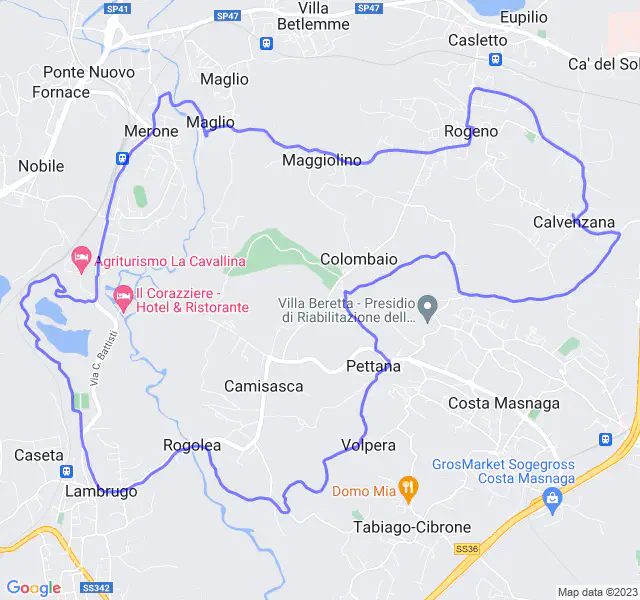 SP41
SP47
Villa
Betlemme
SP47
Eupilio
Casletto
Ca' del Sol
Ponte Nuovo
Fornace
Maglio
Merone
Maglio
Rogeno
Maggiolino
Nobile
Calvenzana
Agriturismo La Cavallina
Colombaio
Il Corazziere -
Hotel & Ristorante
Villa Beretta - Presidio
di Riabilitazione dell...
Via C. Battisti
Pettana
Camisasca
Costa Masnaga
Rogolea
Volpera
Caseta
GrosMarket Sogegross
Costa Masnaga
Lambrugo
Domo Mia
Tabiago-Cibrone
SS36
Google
SS342
Map data ©2023